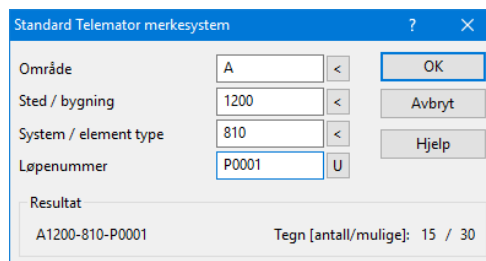 Standard Telemator merkesystem ? ×
Område A < OK
Sted / bygning 1200 < Avbryt
System / element type 810 < Hjelp
Løpenummer P0001 U
Resultat
A1200-810-P0001 Tegn [antall/mulige]: 15 / 30